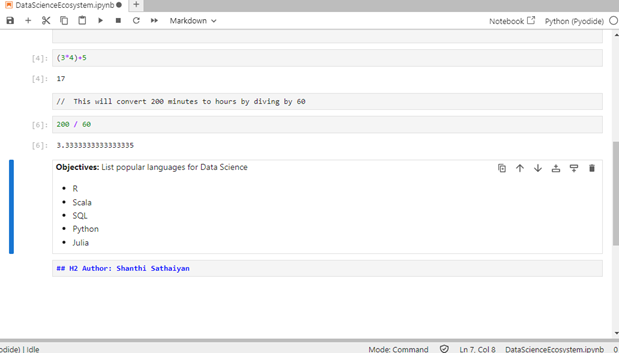 DataScienceEcosystem.ipynb
Markdown
Notebook
Python (Pyodide)
[4]: (3*4)+5
[4]: 17
// This will convert 200 minutes to hours by diving by 60
[6]: 200 / 60
[6]: 3.3333333333333335
Objectives: List popular languages for Data Science
R
Scala
SQL
Python
Julia
## H2 Author: Shanthi Sathaiyan
odide) | Idle
Mode: Command
Ln 7, Col 8
DataScienceEcosystem.ipynb
0